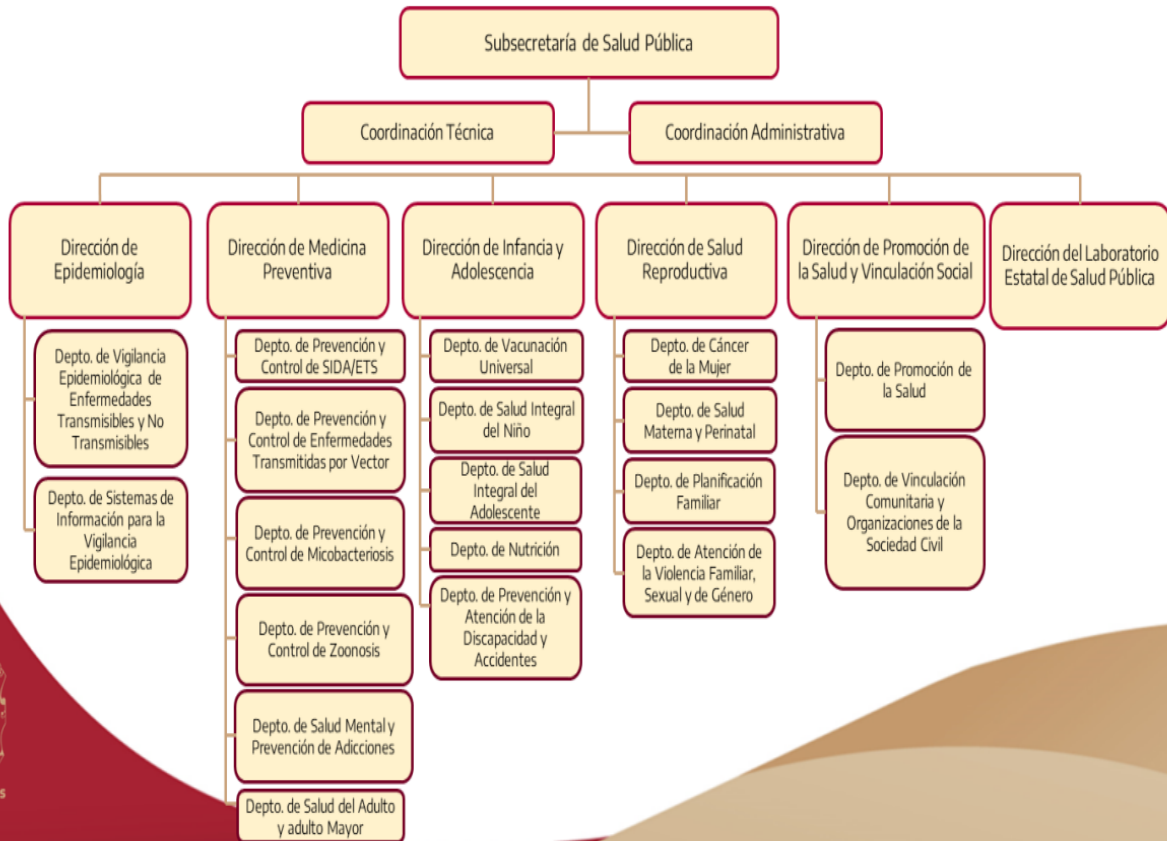 Subsecretaría de Salud Pública
Coordinación Técnica
Coordinación Administrativa
Dirección de
Epidemiología
Dirección de Medicina
Preventiva
Dirección de Infancia y
Adolescencia
Dirección de Salud
Reproductiva
Dirección de Promoción de
la Salud y Vinculación Social
Dirección del Laboratorio
Estatal de Salud Pública
Depto. de Vigilancia
Epidemiológica de
Enfermedades
Transmisibles y No
Transmisibles
Depto. de Sistemas de
Información para la
Vigilancia
Epidemiológica
Depto. de Prevención y
Control de SIDA/ETS
Depto. de Prevención y
Control de Enfermedades
Transmitidas por Vector
Depto. de Prevención y
Control de Micobacteriosis
Depto. de Prevención y
Control de Zoonosis
Depto. de Salud Mental y
Prevención de Adicciones
Depto. de Salud del Adulto
y adulto Mayor
Depto. de Vacunación
Universal
Depto. de Salud Integral
del Niño
Depto. de Salud
Integral del
Adolescente
Depto. de Nutrición
Depto. de Prevención y
Atención de la
Discapacidad y
Accidentes
Depto. de Cáncer
de la Mujer
Depto. de Salud
Materna y Perinatal
Depto. de Planificación
Familiar
Depto. de Atención de
la Violencia Familiar,
Sexual y de Género
Depto. de Promoción de
la Salud
Depto. de Vinculación
Comunitaria y
Organizaciones de la
Sociedad Civil